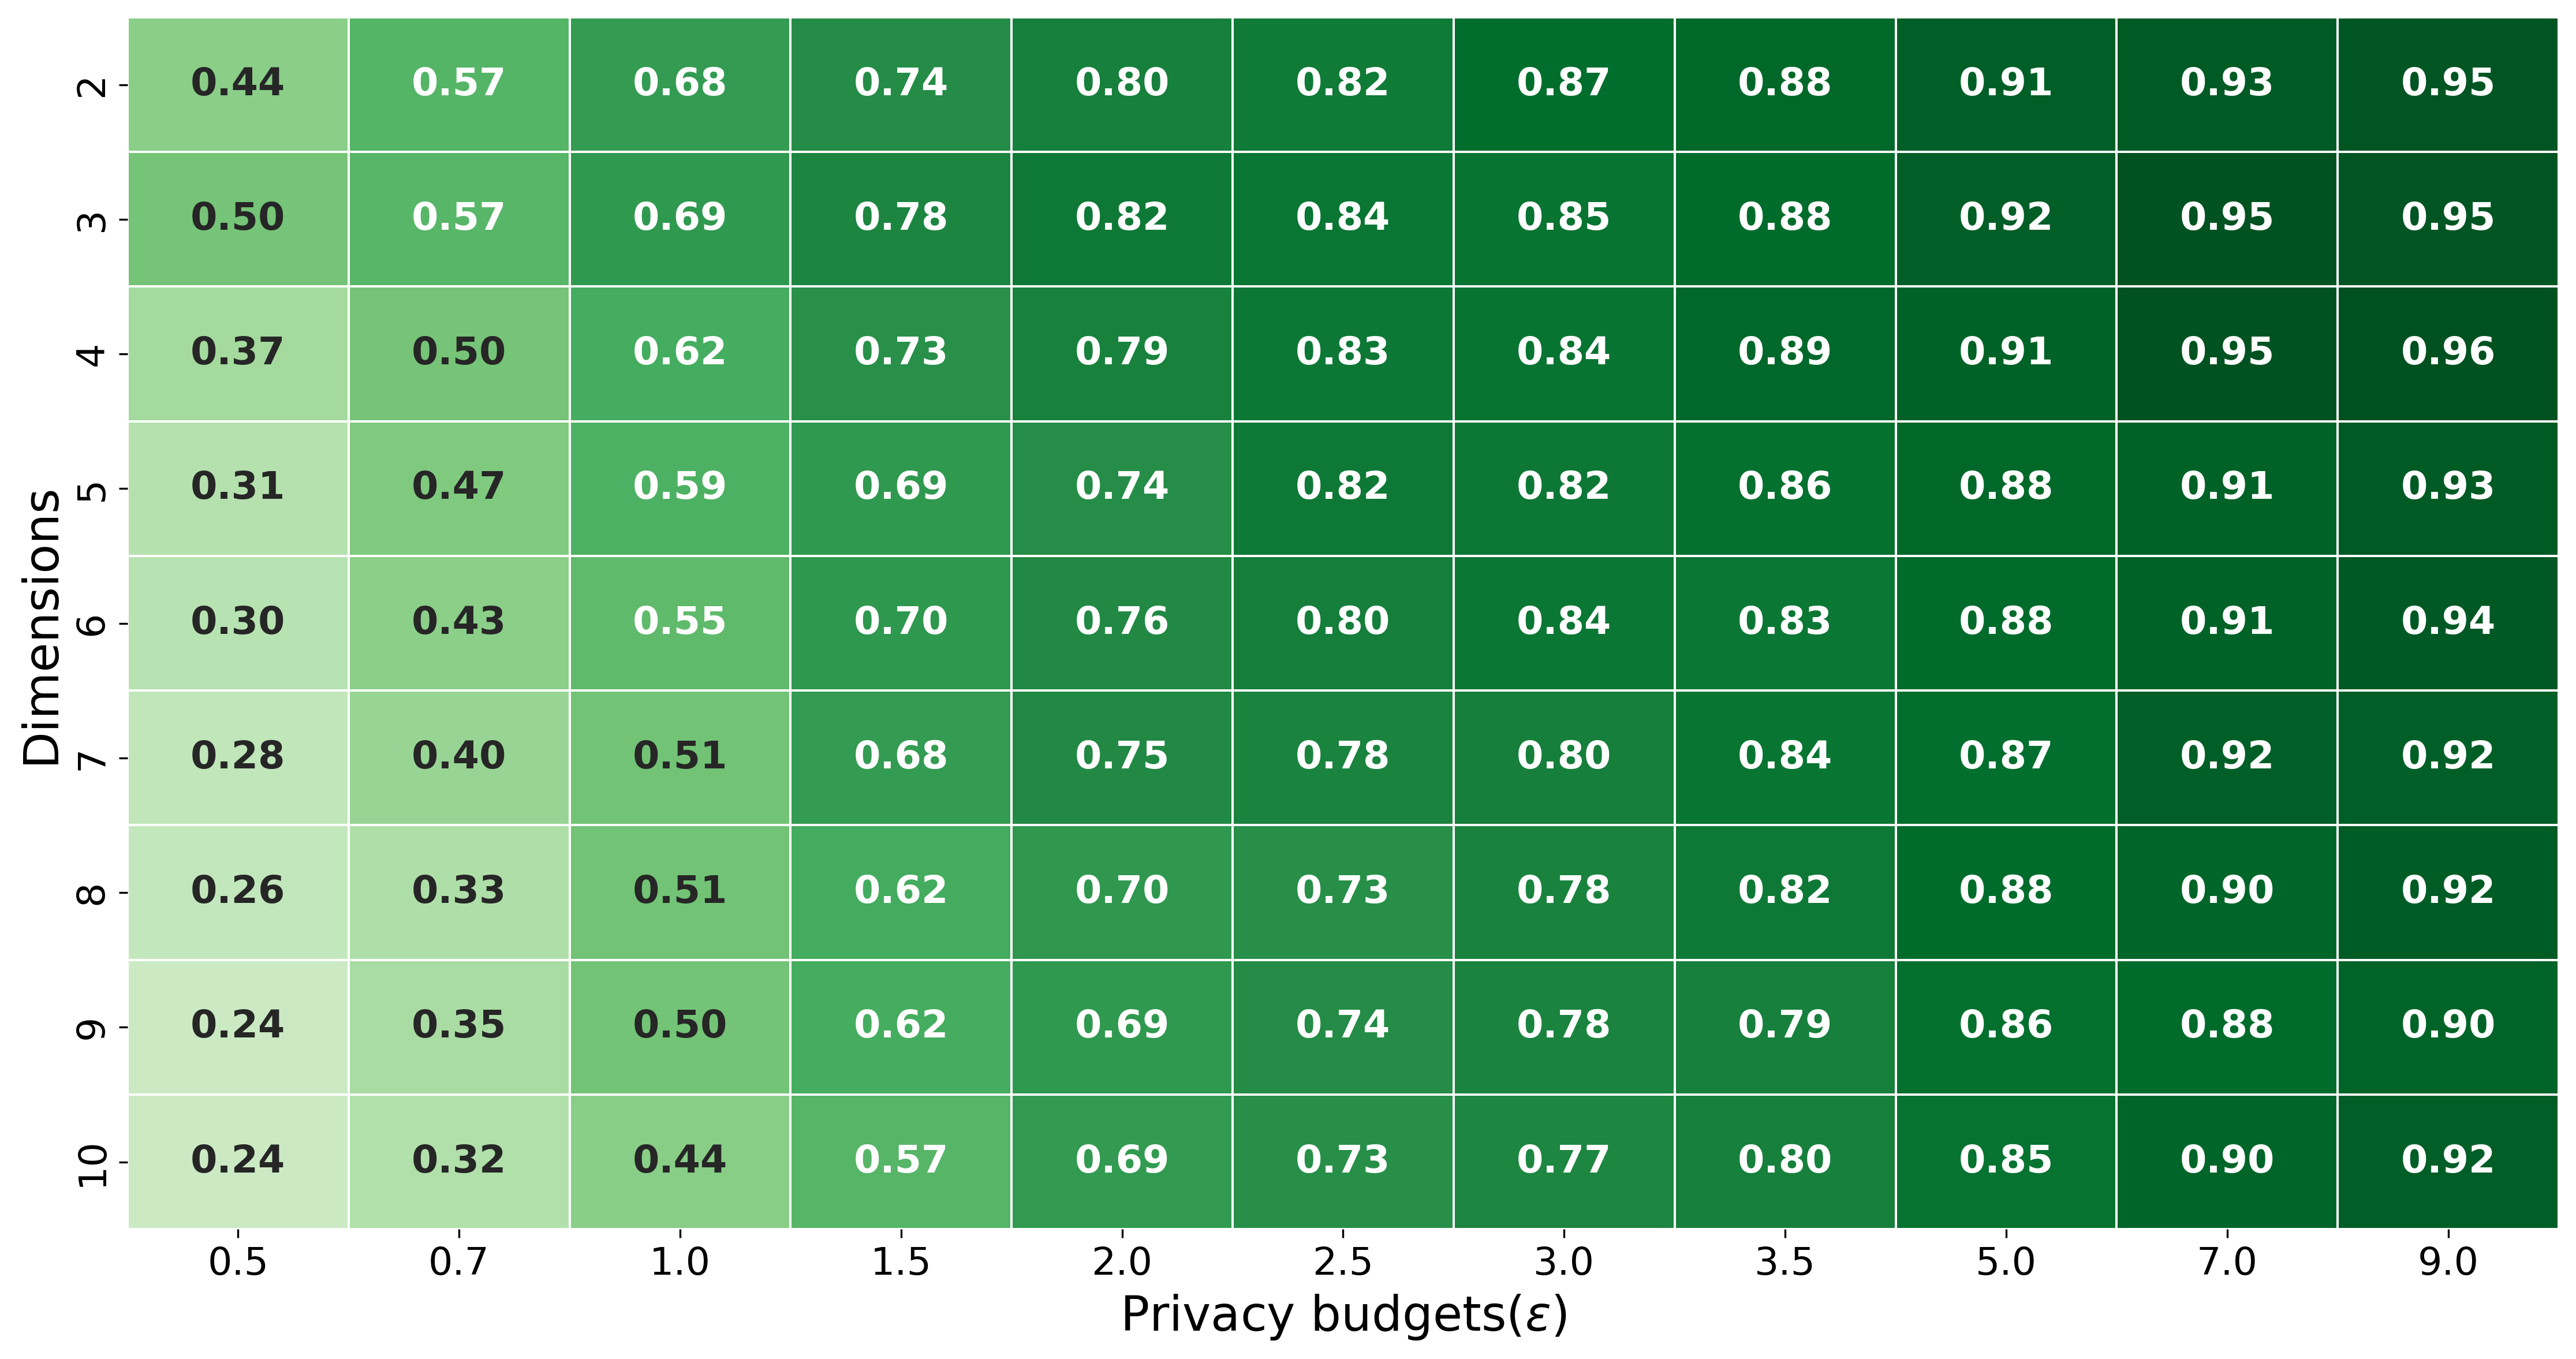 2 0.44 0.57 0.68 0.74 0.80 0.82 0.87 0.88 0.91 0.93 0.95
3 0.50 0.57 0.69 0.78 0.82 0.84 0.85 0.88 0.92 0.95 0.95
4 0.37 0.50 0.62 0.73 0.79 0.83 0.84 0.89 0.91 0.95 0.96
5 0.31 0.47 0.59 0.69 0.74 0.82 0.82 0.86 0.88 0.91 0.93
6 0.30 0.43 0.55 0.70 0.76 0.80 0.84 0.83 0.88 0.91 0.94
7 0.28 0.40 0.51 0.68 0.75 0.78 0.80 0.84 0.87 0.92 0.92
8 0.26 0.33 0.51 0.62 0.70 0.73 0.78 0.82 0.88 0.90 0.92
9 0.24 0.35 0.50 0.62 0.69 0.74 0.78 0.79 0.86 0.88 0.90
10 0.24 0.32 0.44 0.57 0.69 0.73 0.77 0.80 0.85 0.90 0.92
0.5 0.7 1.0 1.5 2.0 2.5 3.0 3.5 5.0 7.0 9.0
Privacy budgets(ε)
Dimensions